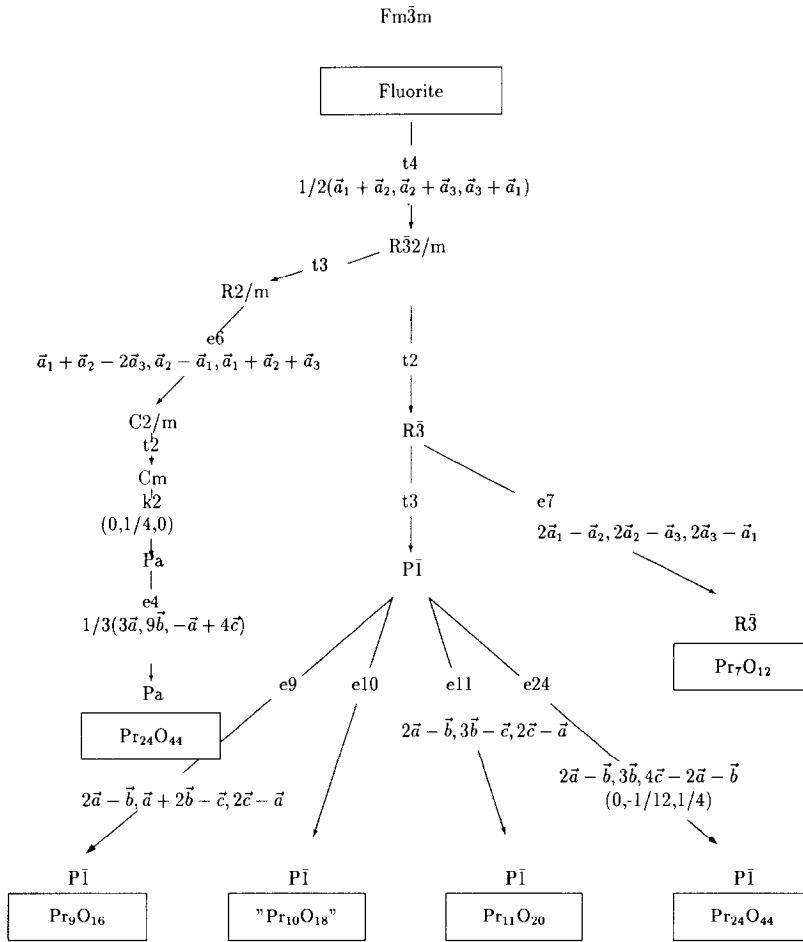 Fm3̄m
Fluorite
t4
1/2(a⃗₁ + a⃗₂, a⃗₂ + a⃗₃, a⃗₃ + a⃗₁)
R3̄2/m
t3
R2/m
e6
a⃗₁ + a⃗₂ − 2a⃗₃, a⃗₂ − a⃗₁, a⃗₁ + a⃗₂ + a⃗₃
t2
C2/m
t2
R3̄
Cm
k2
(0,1/4,0)
t3
e7
2a⃗₁ − a⃗₂, 2a⃗₂ − a⃗₃, 2a⃗₃ − a⃗₁
Pa
P1̄
e4
1/3(3a⃗, 9b⃗, −a⃗ + 4c⃗)
R3̄
Pr₇O₁₂
Pa
Pr₂₄O₄₄
e9
e10
e11
e24
2a⃗ − b⃗, 3b⃗ − c⃗, 2c⃗ − a⃗
2a⃗ − b⃗, 3b⃗, 4c⃗ − 2a⃗ − b⃗
(0,-1/12,1/4)
2a⃗ − b⃗, a⃗ + 2b⃗ − c⃗, 2c⃗ − a⃗
P1̄
Pr₉O₁₆
P1̄
"Pr₁₀O₁₈"
P1̄
Pr₁₁O₂₀
P1̄
Pr₂₄O₄₄